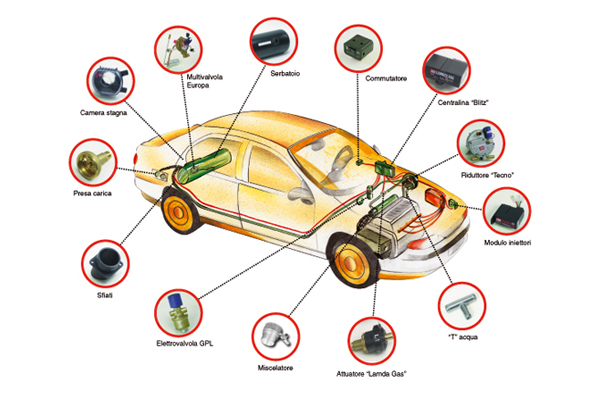 Serbatoio
Multivalvola
Europa
Commutatore
Camera stagna
Centralina "Blitz"
Presa carica
Riduttore "Tecno"
Modulo iniettori
Sfiati
Elettrovalvola GPL
Miscelatore
Attuatore "Lamda Gas"
"T" acqua